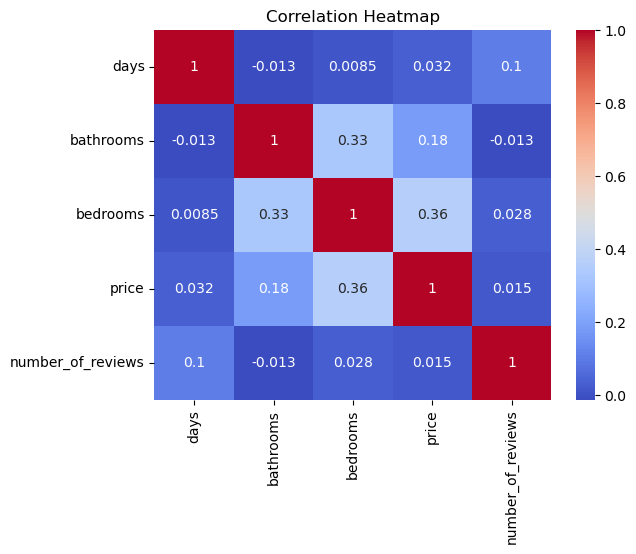 Correlation Heatmap
days 1 -0.013 0.0085 0.032 0.1
bathrooms -0.013 1 0.33 0.18 -0.013
bedrooms 0.0085 0.33 1 0.36 0.028
price 0.032 0.18 0.36 1 0.015
number_of_reviews 0.1 -0.013 0.028 0.015 1
days bathrooms bedrooms price number_of_reviews
1.0
0.8
0.6
0.4
0.2
0.0